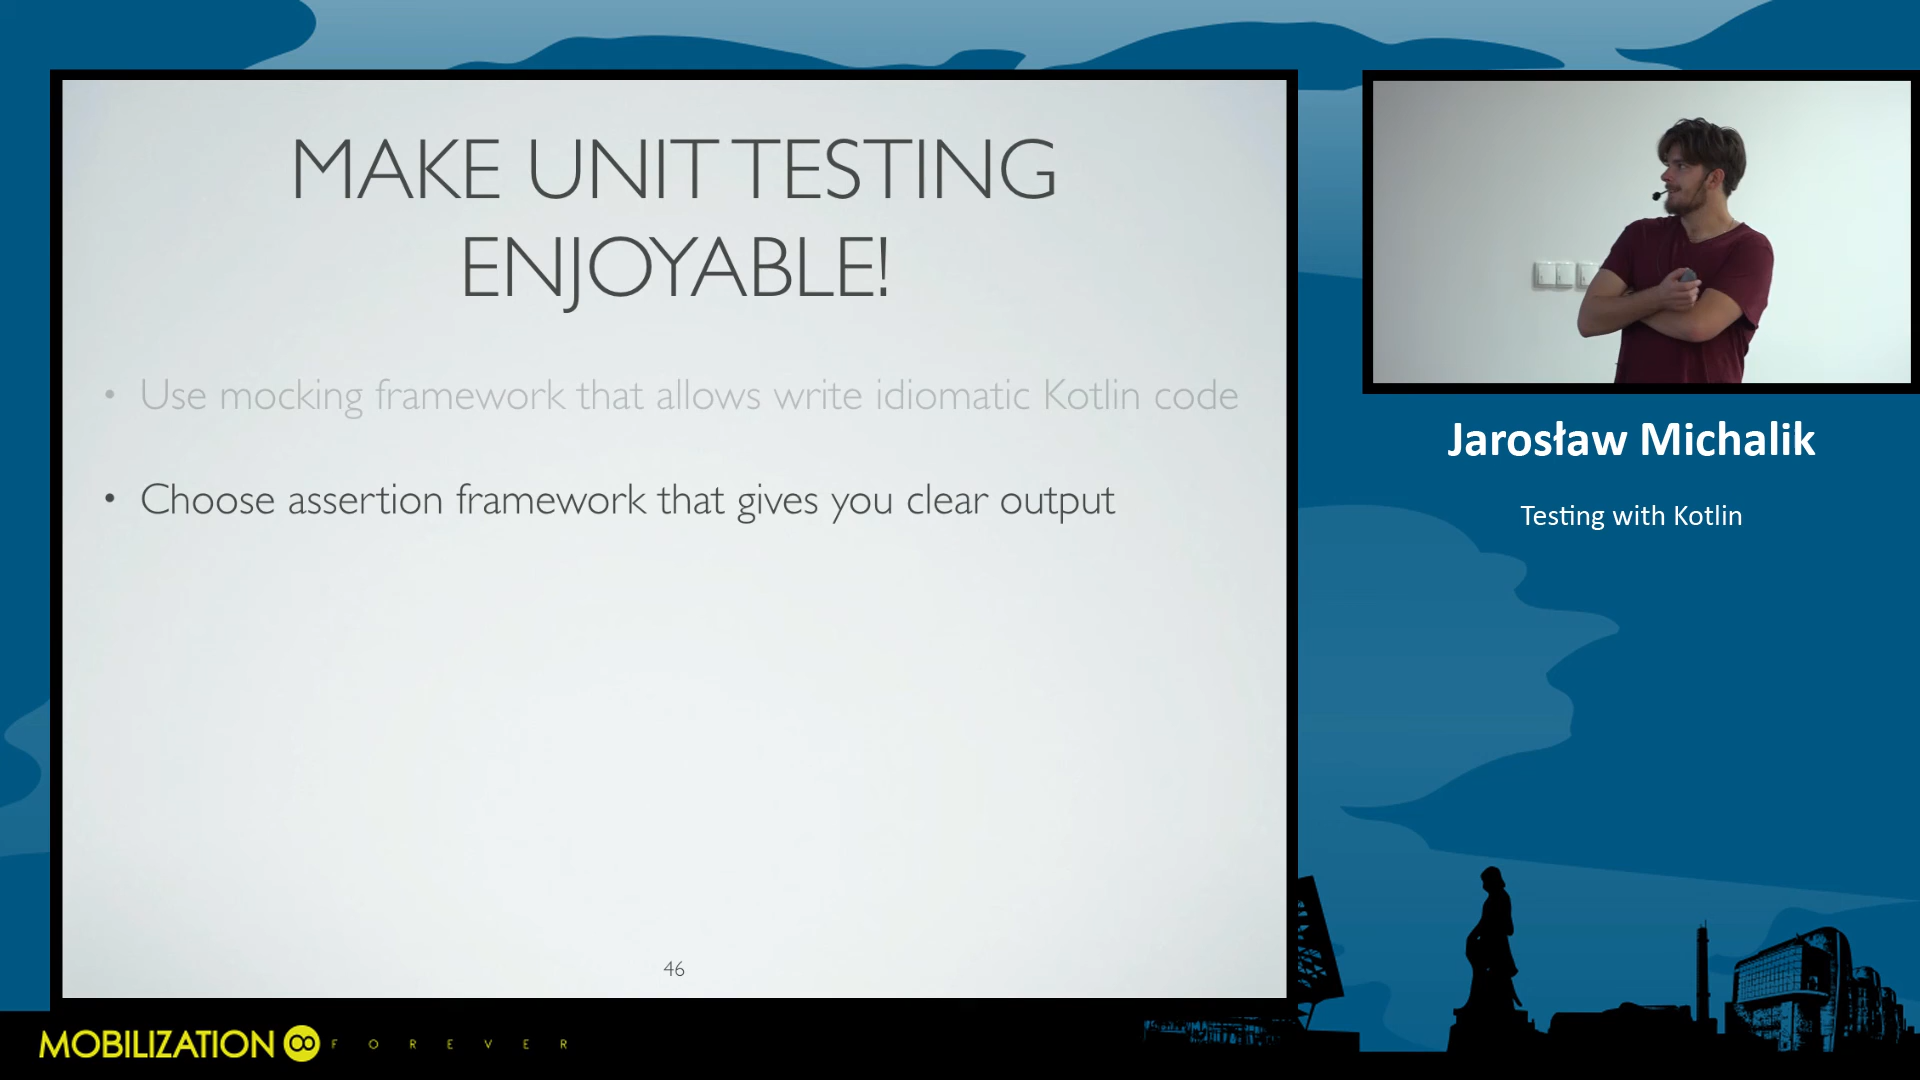 MAKE UNIT TESTING
ENJOYABLE!
• Use mocking framework that allows write idiomatic Kotlin code
• Choose assertion framework that gives you clear output
46
Jarosław Michalik
Testing with Kotlin
MOBILIZATION FOREVER